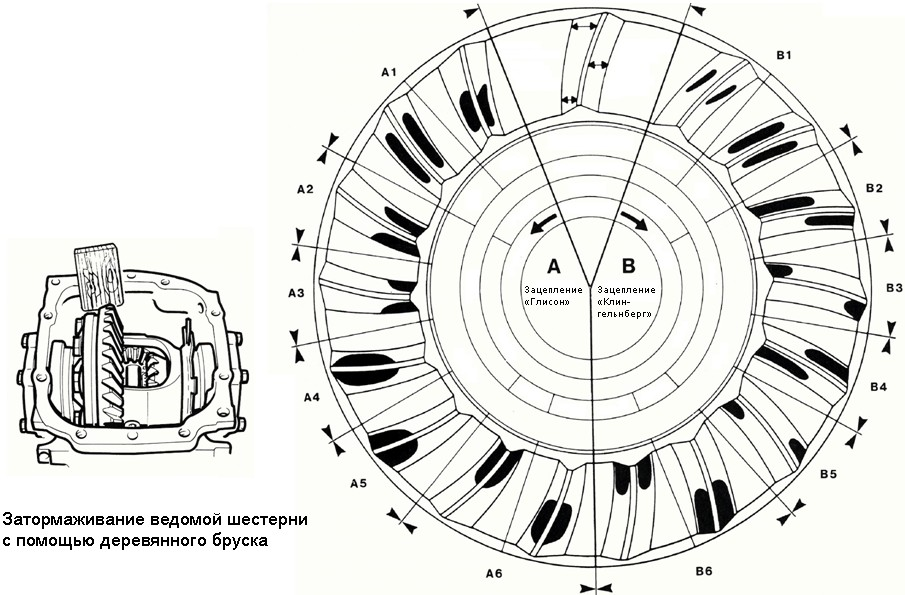 A1
B1
A2
B2
A
B
Зацепление
«Глисон»
Зацепление
«Клин-
гельнберг»
A3
B3
A4
B4
A5
B5
A6
B6
Затормаживание ведомой шестерни
с помощью деревянного бруска